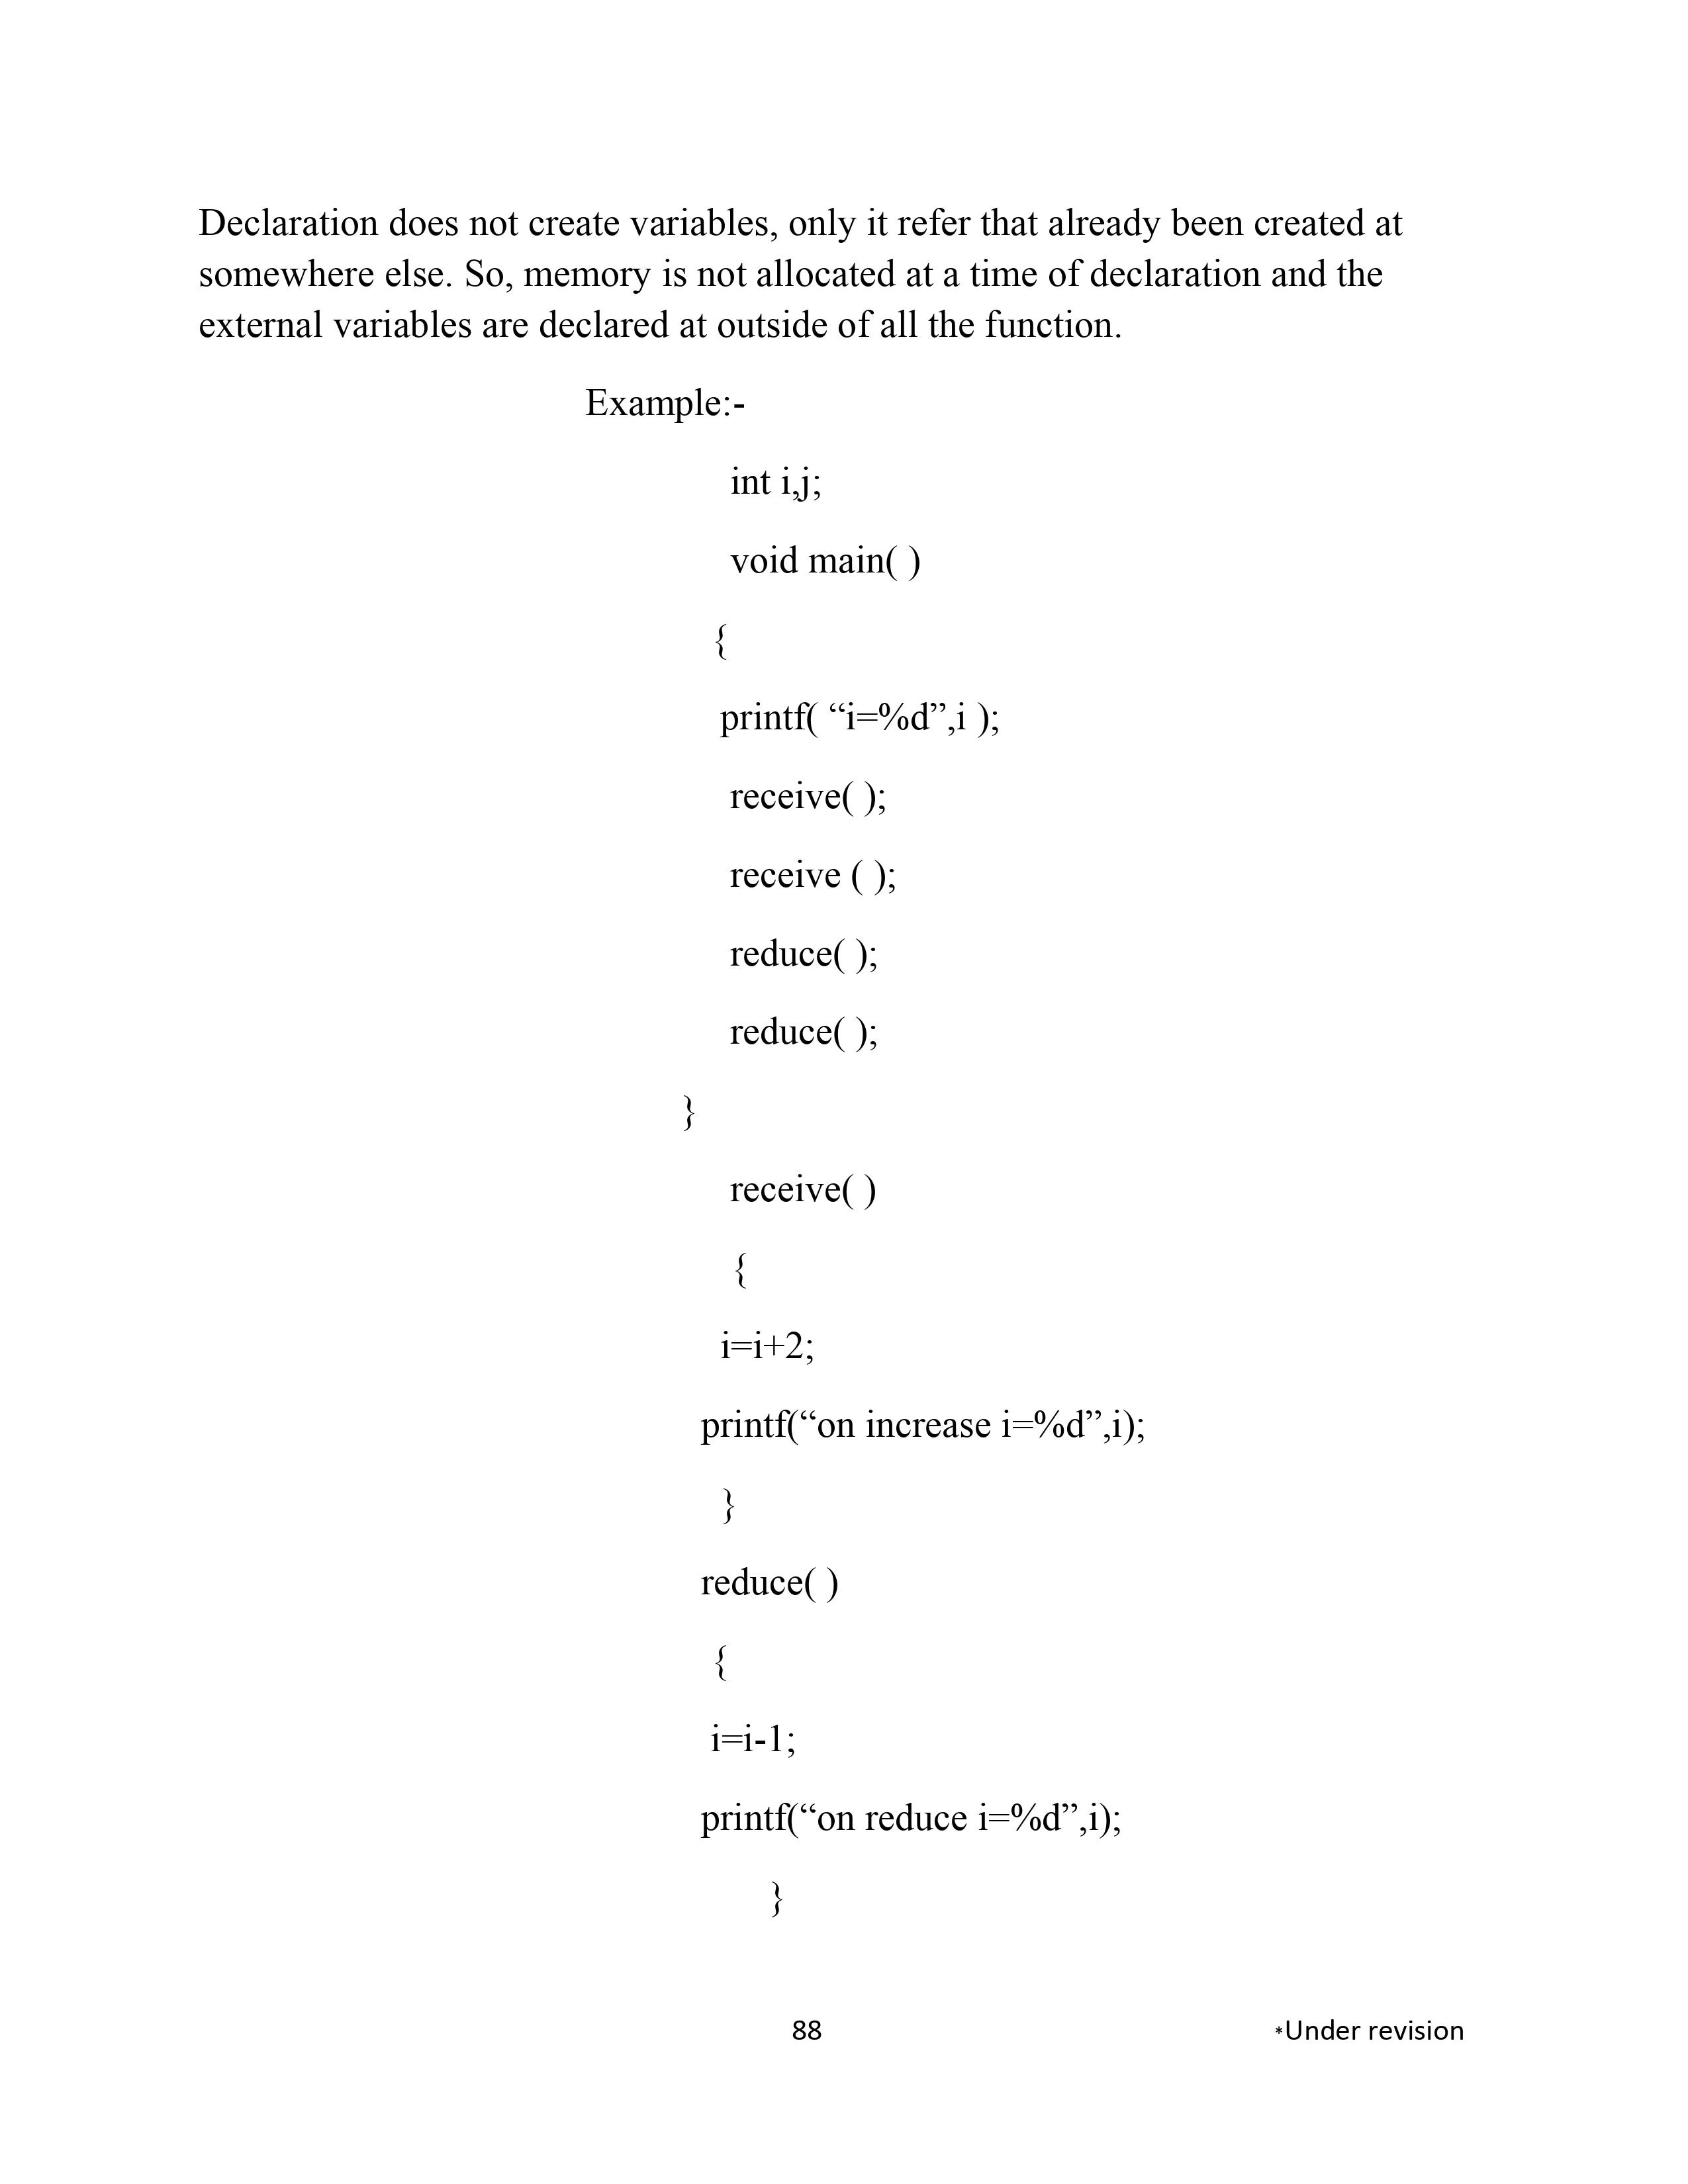 Declaration does not create variables, only it refer that already been created at
somewhere else. So, memory is not allocated at a time of declaration and the
external variables are declared at outside of all the function.
Example:-
int i,j;
void main( )
{
printf( “i=%d”,i );
receive( );
receive ( );
reduce( );
reduce( );
}
receive( )
{
i=i+2;
printf(“on increase i=%d”,i);
}
reduce( )
{
i=i-1;
printf(“on reduce i=%d”,i);
}
88 *Under revision